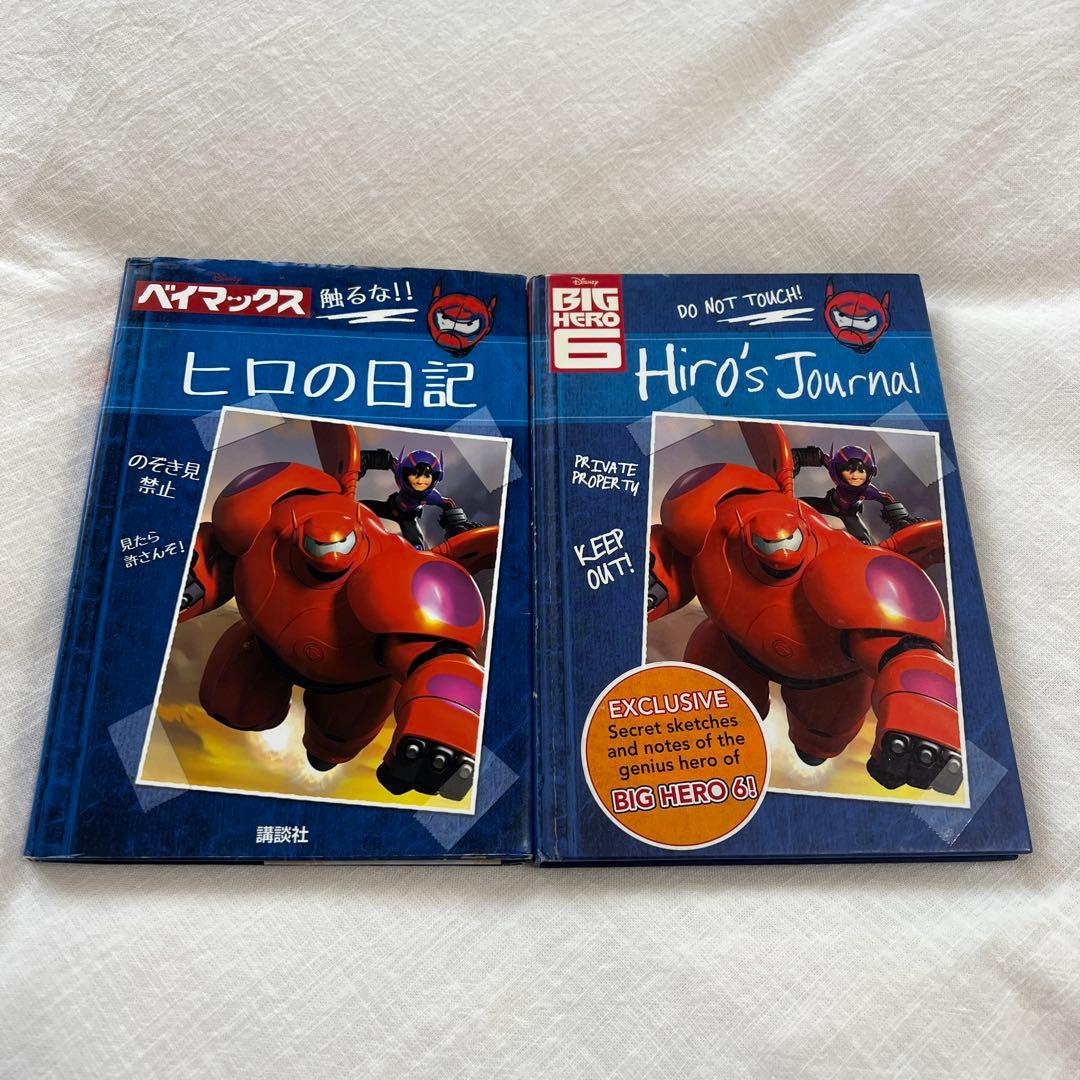 Disney
ベイマックス
触るな!!
ヒロの日記
のぞき見
禁止
見たら
許さんぞ!
講談社
Disney
BIG
HERO
6
DO NOT TOUCH!
Hiro's Journal
PRIVATE
PROPERTY
KEEP
OUT!
EXCLUSIVE
Secret sketches
and notes of the
genius hero of
BIG HERO 6!